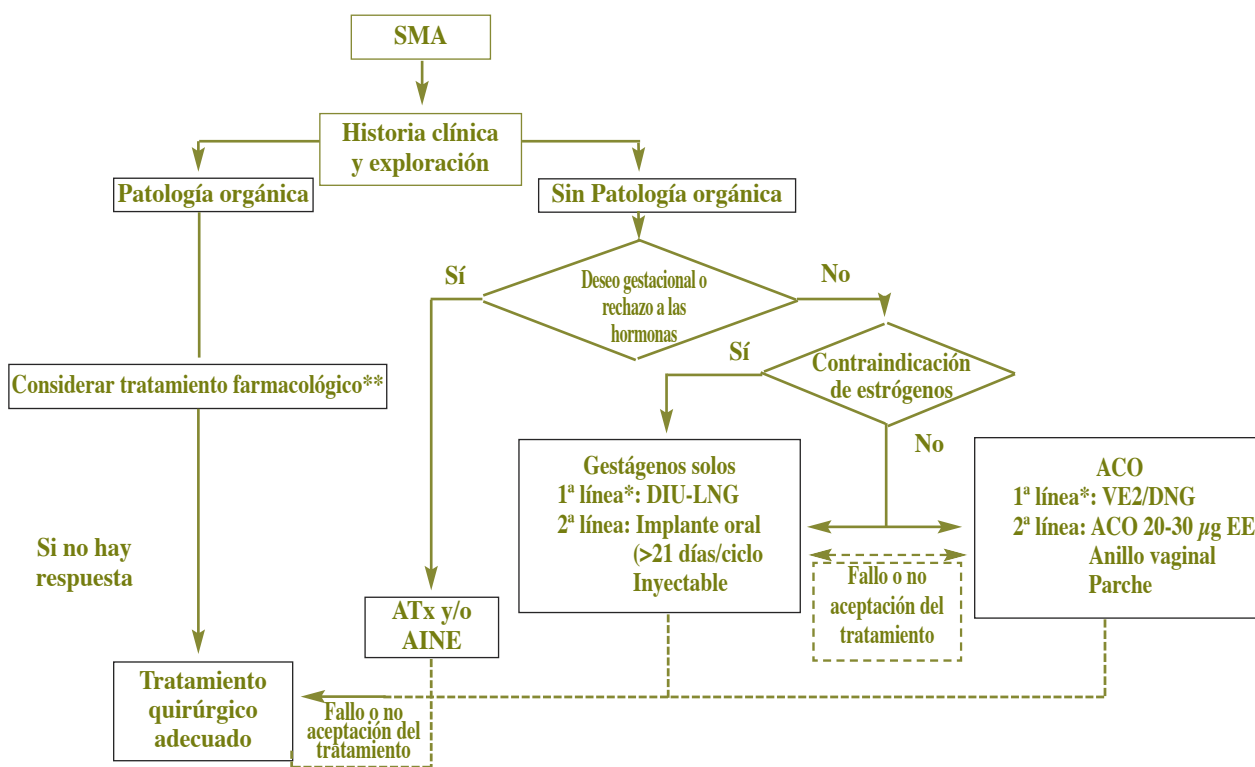 SMA
Historia clínica
y exploración
Patología orgánica
Sin Patología orgánica
Deseo gestacional o
rechazo a las
hormonas
Sí
No
Considerar tratamiento farmacológico**
Sí
Contraindicación
de estrógenos
No
Gestágenos solos
1ª línea*: DIU-LNG
2ª línea: Implante oral
(>21 días/ciclo
Inyectable
ACO
1ª línea*: VE2/DNG
2ª línea: ACO 20-30 µg EE
Anillo vaginal
Parche
Fallo o no
aceptación del
tratamiento
Si no hay
respuesta
ATx y/o
AINE
Tratamiento
quirúrgico
adecuado
Fallo o no
aceptación del
tratamiento